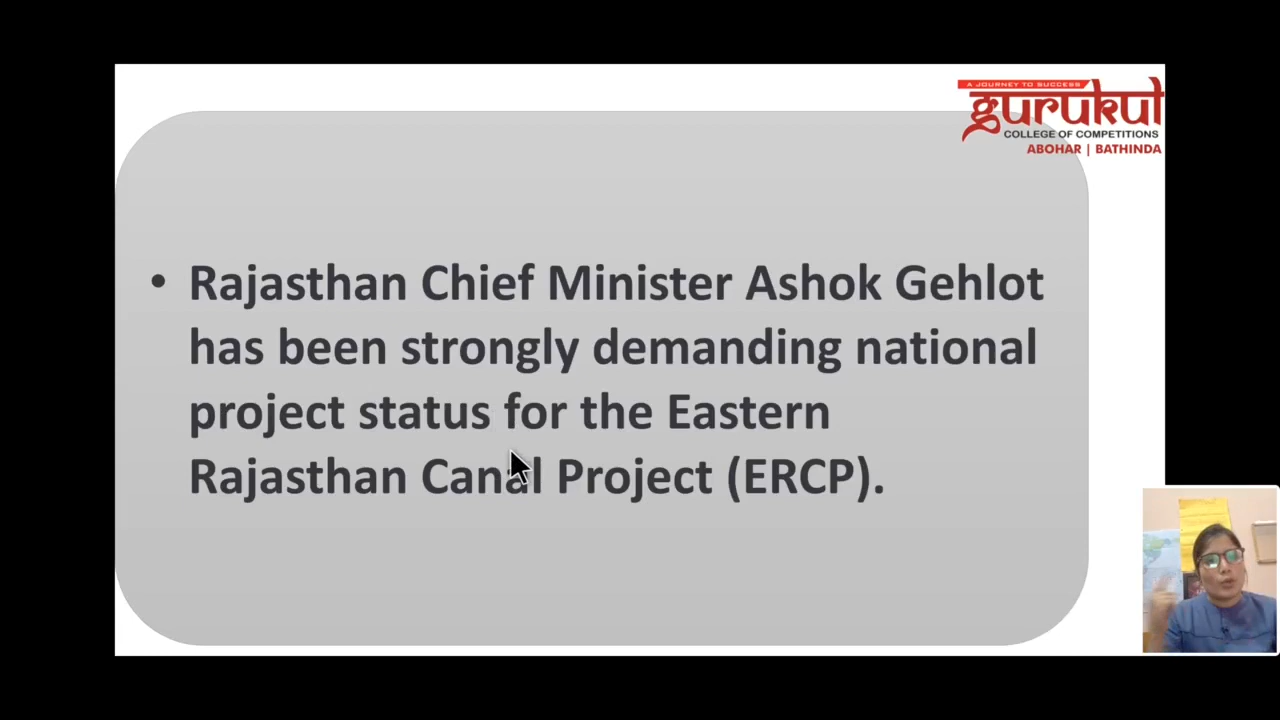 A JOURNEY TO SUCCESS
gurukul
COLLEGE OF COMPETITIONS
ABOHAR | BATHINDA
• Rajasthan Chief Minister Ashok Gehlot
has been strongly demanding national
project status for the Eastern
Rajasthan Canal Project (ERCP).